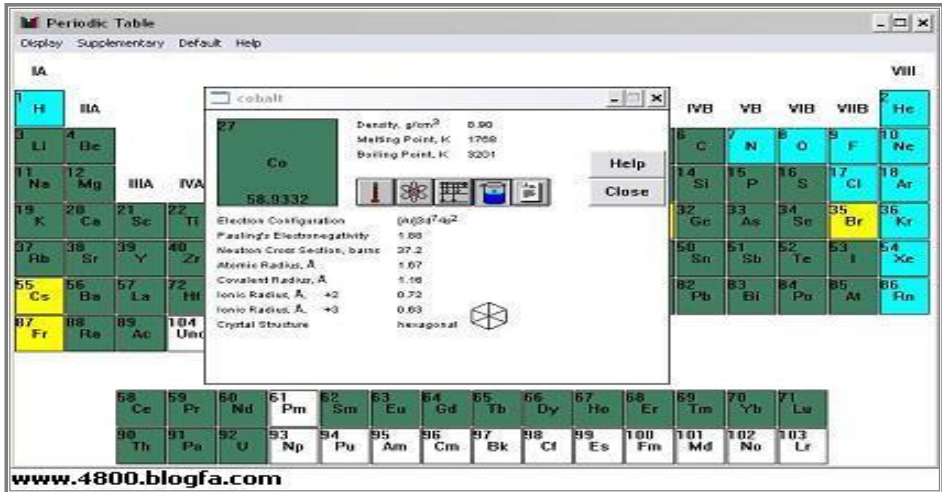 Periodic Table
Display Supplementary Default Help
IA VIII
1 H IIA IVB VB VIB VIIB 2 He
3 Li 4 Be 6 C 7 N 8 O 9 F 10 Ne
11 Na 12 Mg IIIA IVA 14 Si 15 P 16 S 17 Cl 18 Ar
19 K 20 Ca 21 Sc 22 Ti 32 Ge 33 As 34 Se 35 Br 36 Kr
37 Rb 38 Sr 39 Y 40 Zr 50 Sn 51 Sb 52 Te 53 I 54 Xe
55 Cs 56 Ba 57 La 72 Hf 82 Pb 83 Bi 84 Po 85 At 86 Rn
87 Fr 88 Ra 89 Ac 104 Unq
cobalt
27
Co
58.9332
Density, g/cm3 8.90
Melting Point, K 1768
Boiling Point, K 3201
Help
Close
Electron Configuration [Ar]3d7 4s2
Pauling's Electronegativity 1.88
Neutron Cross Section, barns 37.2
Atomic Radius, Å 1.67
Covalent Radius, Å 1.16
Ionic Radius, Å, +2 0.72
Ionic Radius, Å, +3 0.63
Crystal Structure hexagonal
58 Ce 59 Pr 60 Nd 61 Pm 62 Sm 63 Eu 64 Gd 65 Tb 66 Dy 67 Ho 68 Er 69 Tm 70 Yb 71 Lu
90 Th 91 Pa 92 U 93 Np 94 Pu 95 Am 96 Cm 97 Bk 98 Cf 99 Es 100 Fm 101 Md 102 No 103 Lr
www.4800.blogfa.com